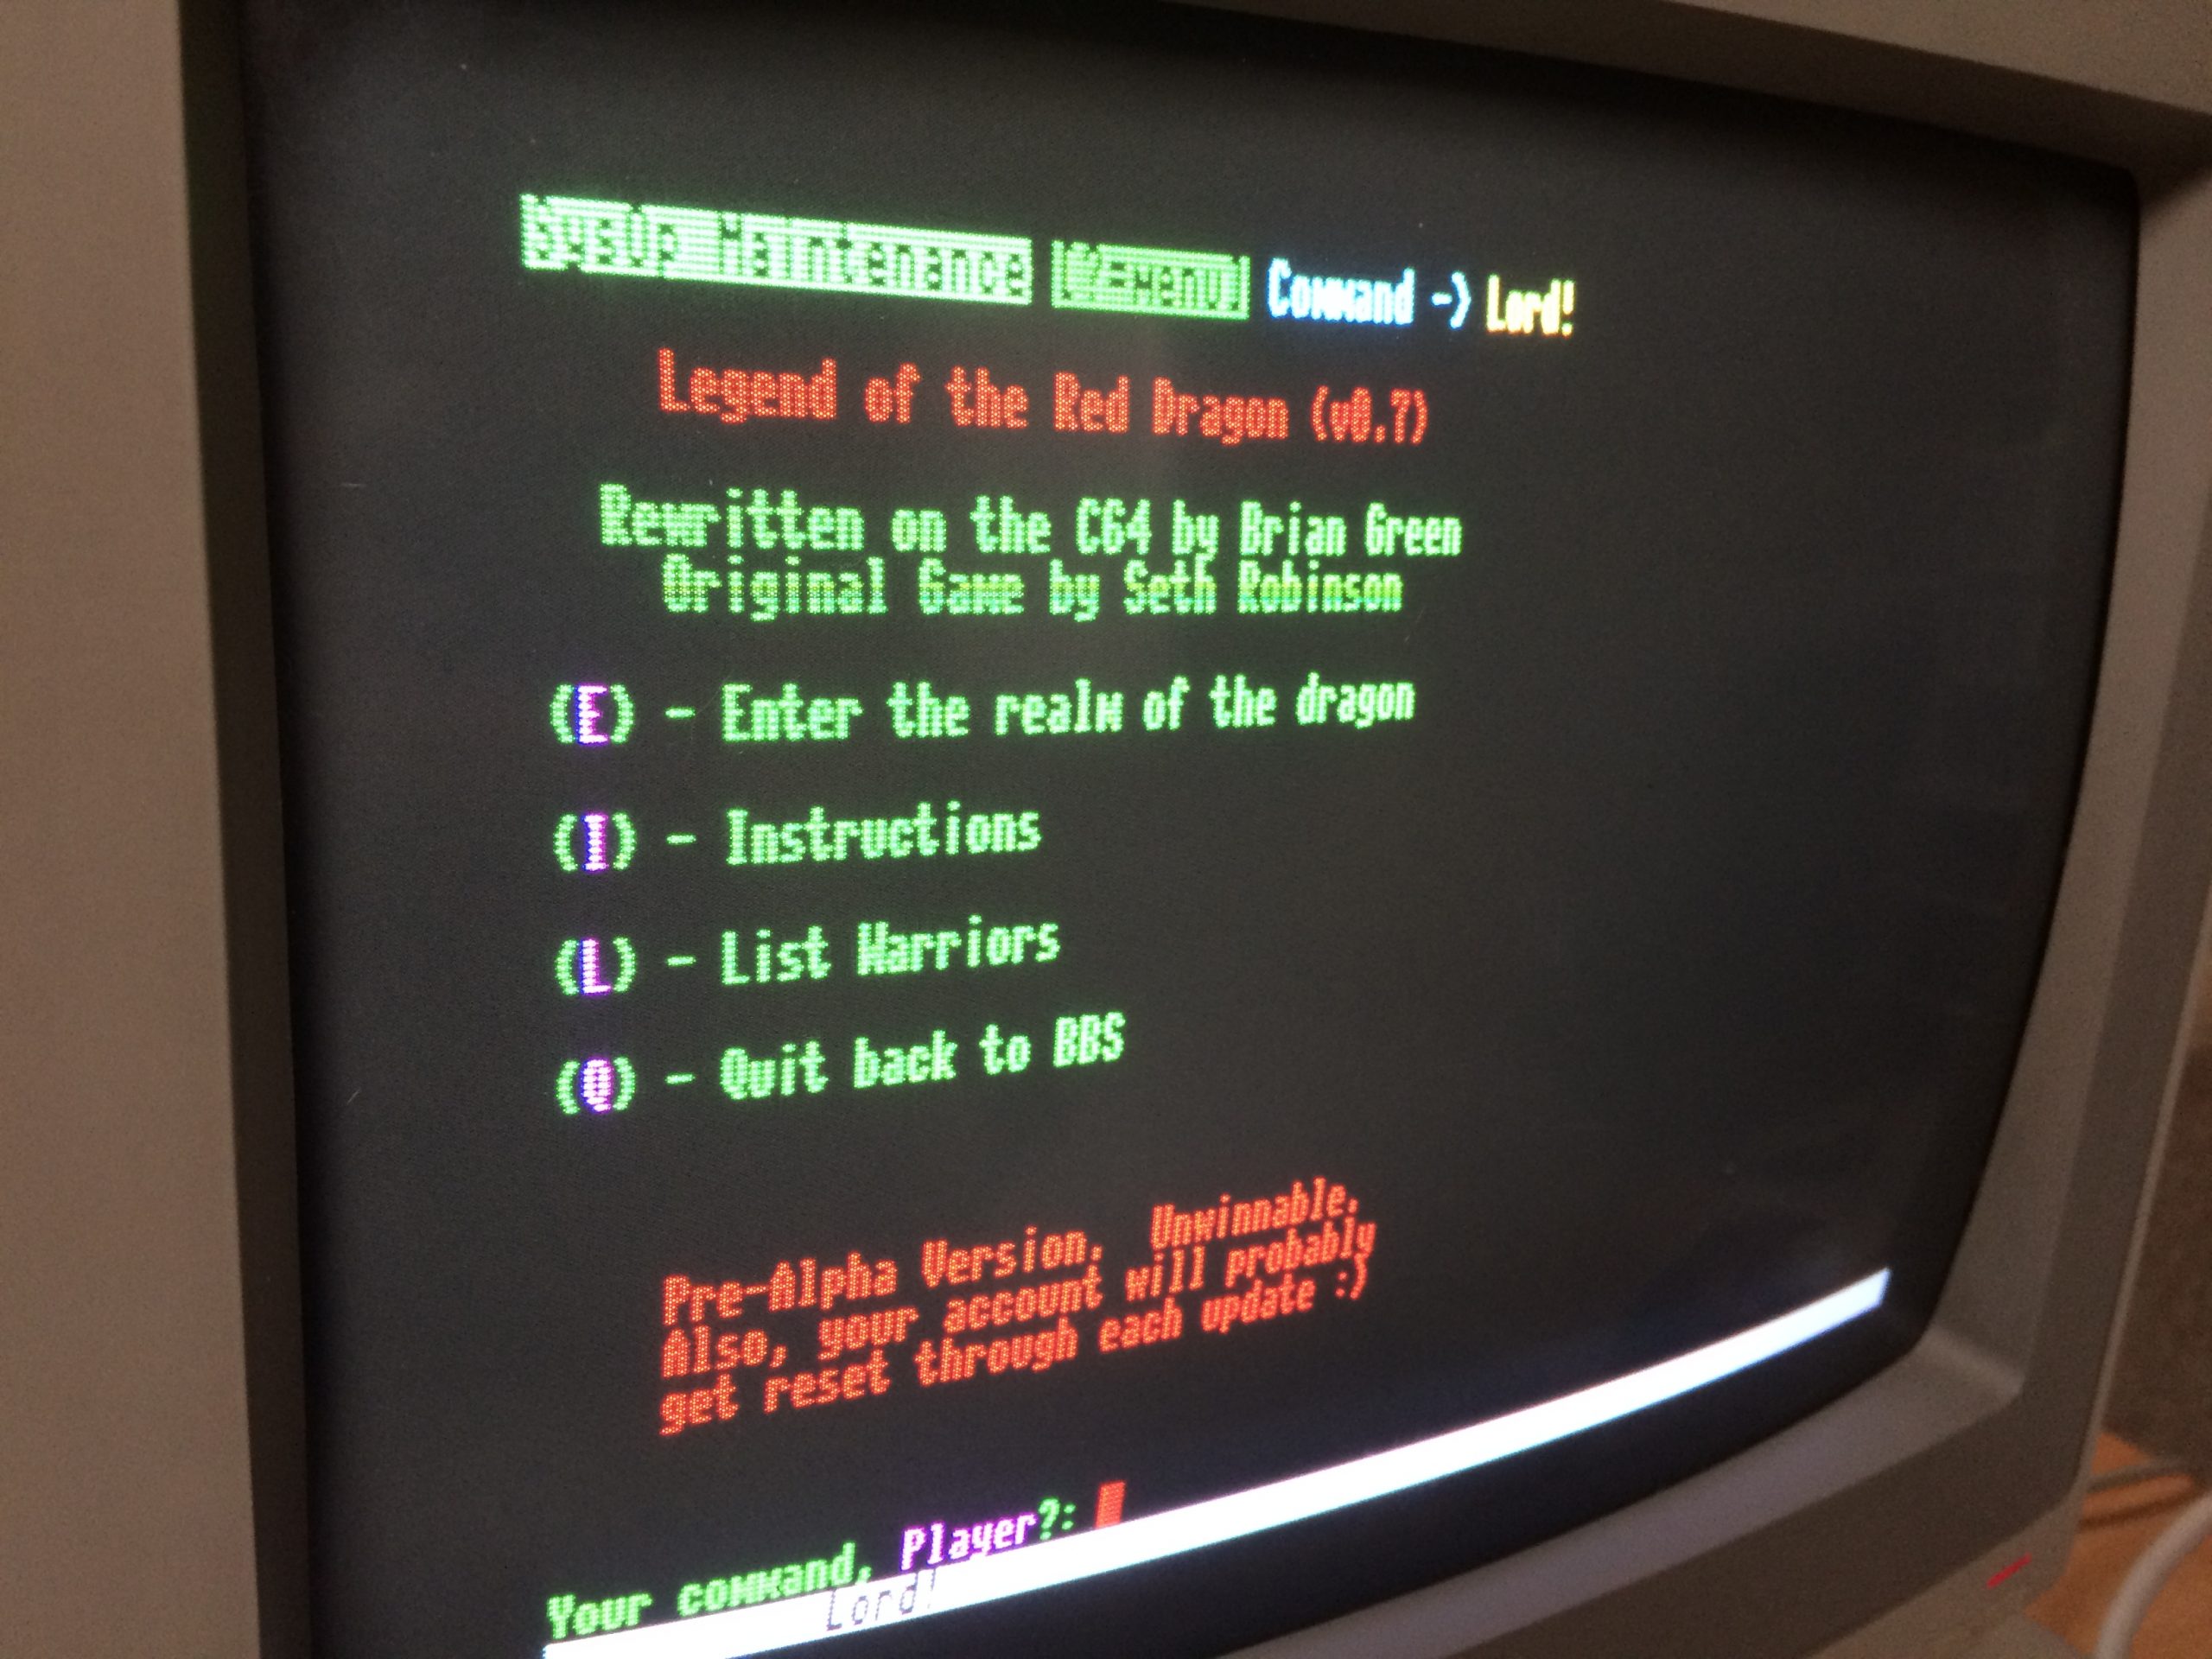 SysOp Maintenance [?=menu] Command -> Lord!
Legend of the Red Dragon (v0.7)
Rewritten on the C64 by Brian Green
Original Game by Seth Robinson
(E) - Enter the realm of the dragon
(I) - Instructions
(L) - List Warriors
(Q) - Quit back to BBS
Pre-Alpha Version.  Unwinnable.
Also, your account will probably
get reset through each update :)
Your command, Player?:
Lord!